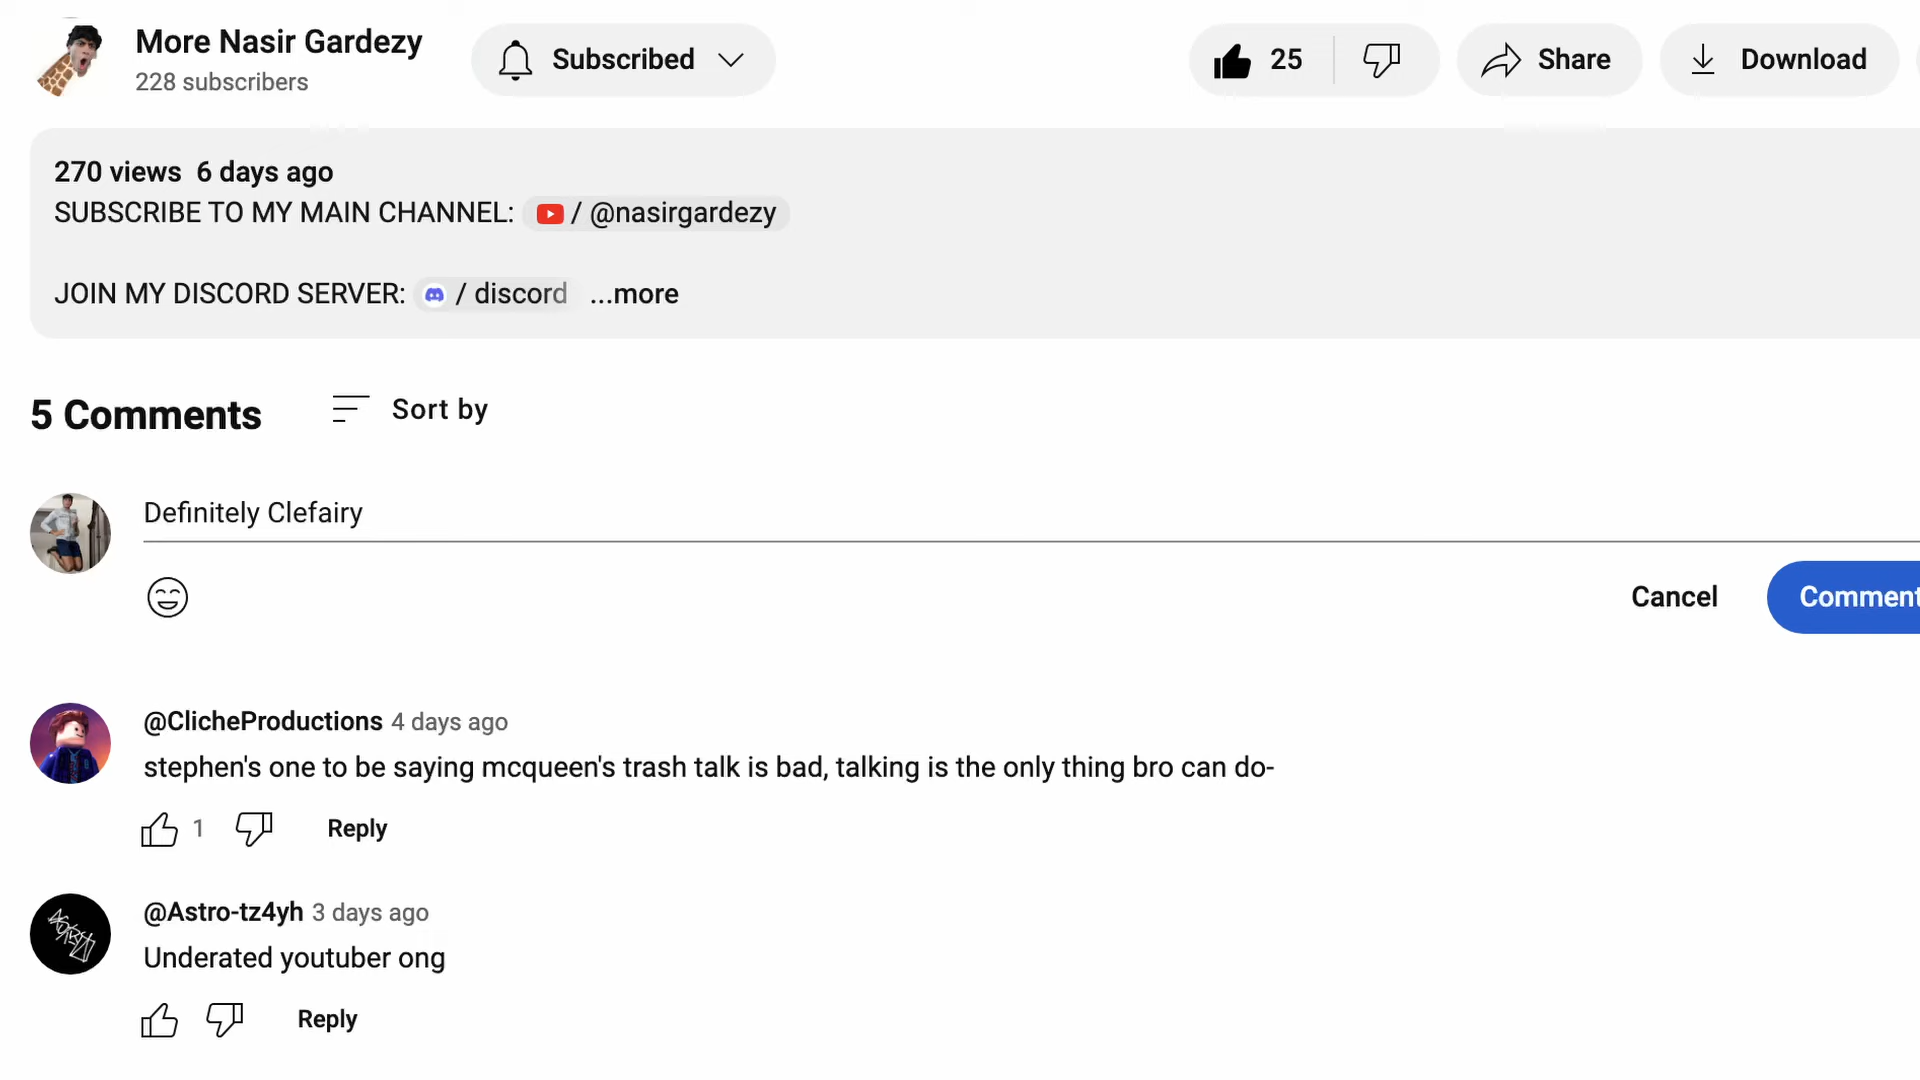 More Nasir Gardezy
228 subscribers
Subscribed
25
Share
Download
270 views 6 days ago
SUBSCRIBE TO MY MAIN CHANNEL: / @nasirgardezy
JOIN MY DISCORD SERVER: / discord ...more
5 Comments
Sort by
Definitely Clefairy
Cancel
Comment
@ClicheProductions 4 days ago
stephen's one to be saying mcqueen's trash talk is bad, talking is the only thing bro can do-
1
Reply
@Astro-tz4yh 3 days ago
Underated youtuber ong
Reply